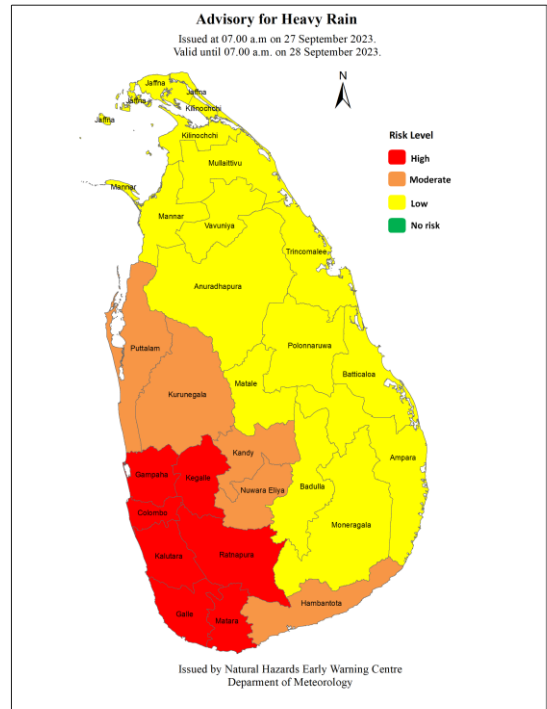 Advisory for Heavy Rain
Issued at 07.00 a.m on 27 September 2023.
Valid until 07.00 a.m. on 28 September 2023.
N
Risk Level
High
Moderate
Low
No risk
Jaffna
Jaffna
Jaffna
Jaffna
Kilinochchi
Kilinochchi
Mullaittivu
Mannar
Mannar
Vavuniya
Trincomalee
Anuradhapura
Puttalam
Polonnaruwa
Batticaloa
Matale
Kurunegala
Kandy
Ampara
Gampaha
Kegalle
Nuwara Eliya
Badulla
Colombo
Moneragala
Kalutara
Ratnapura
Hambantota
Galle
Matara
Issued by Natural Hazards Early Warning Centre
Deparment of Meteorology